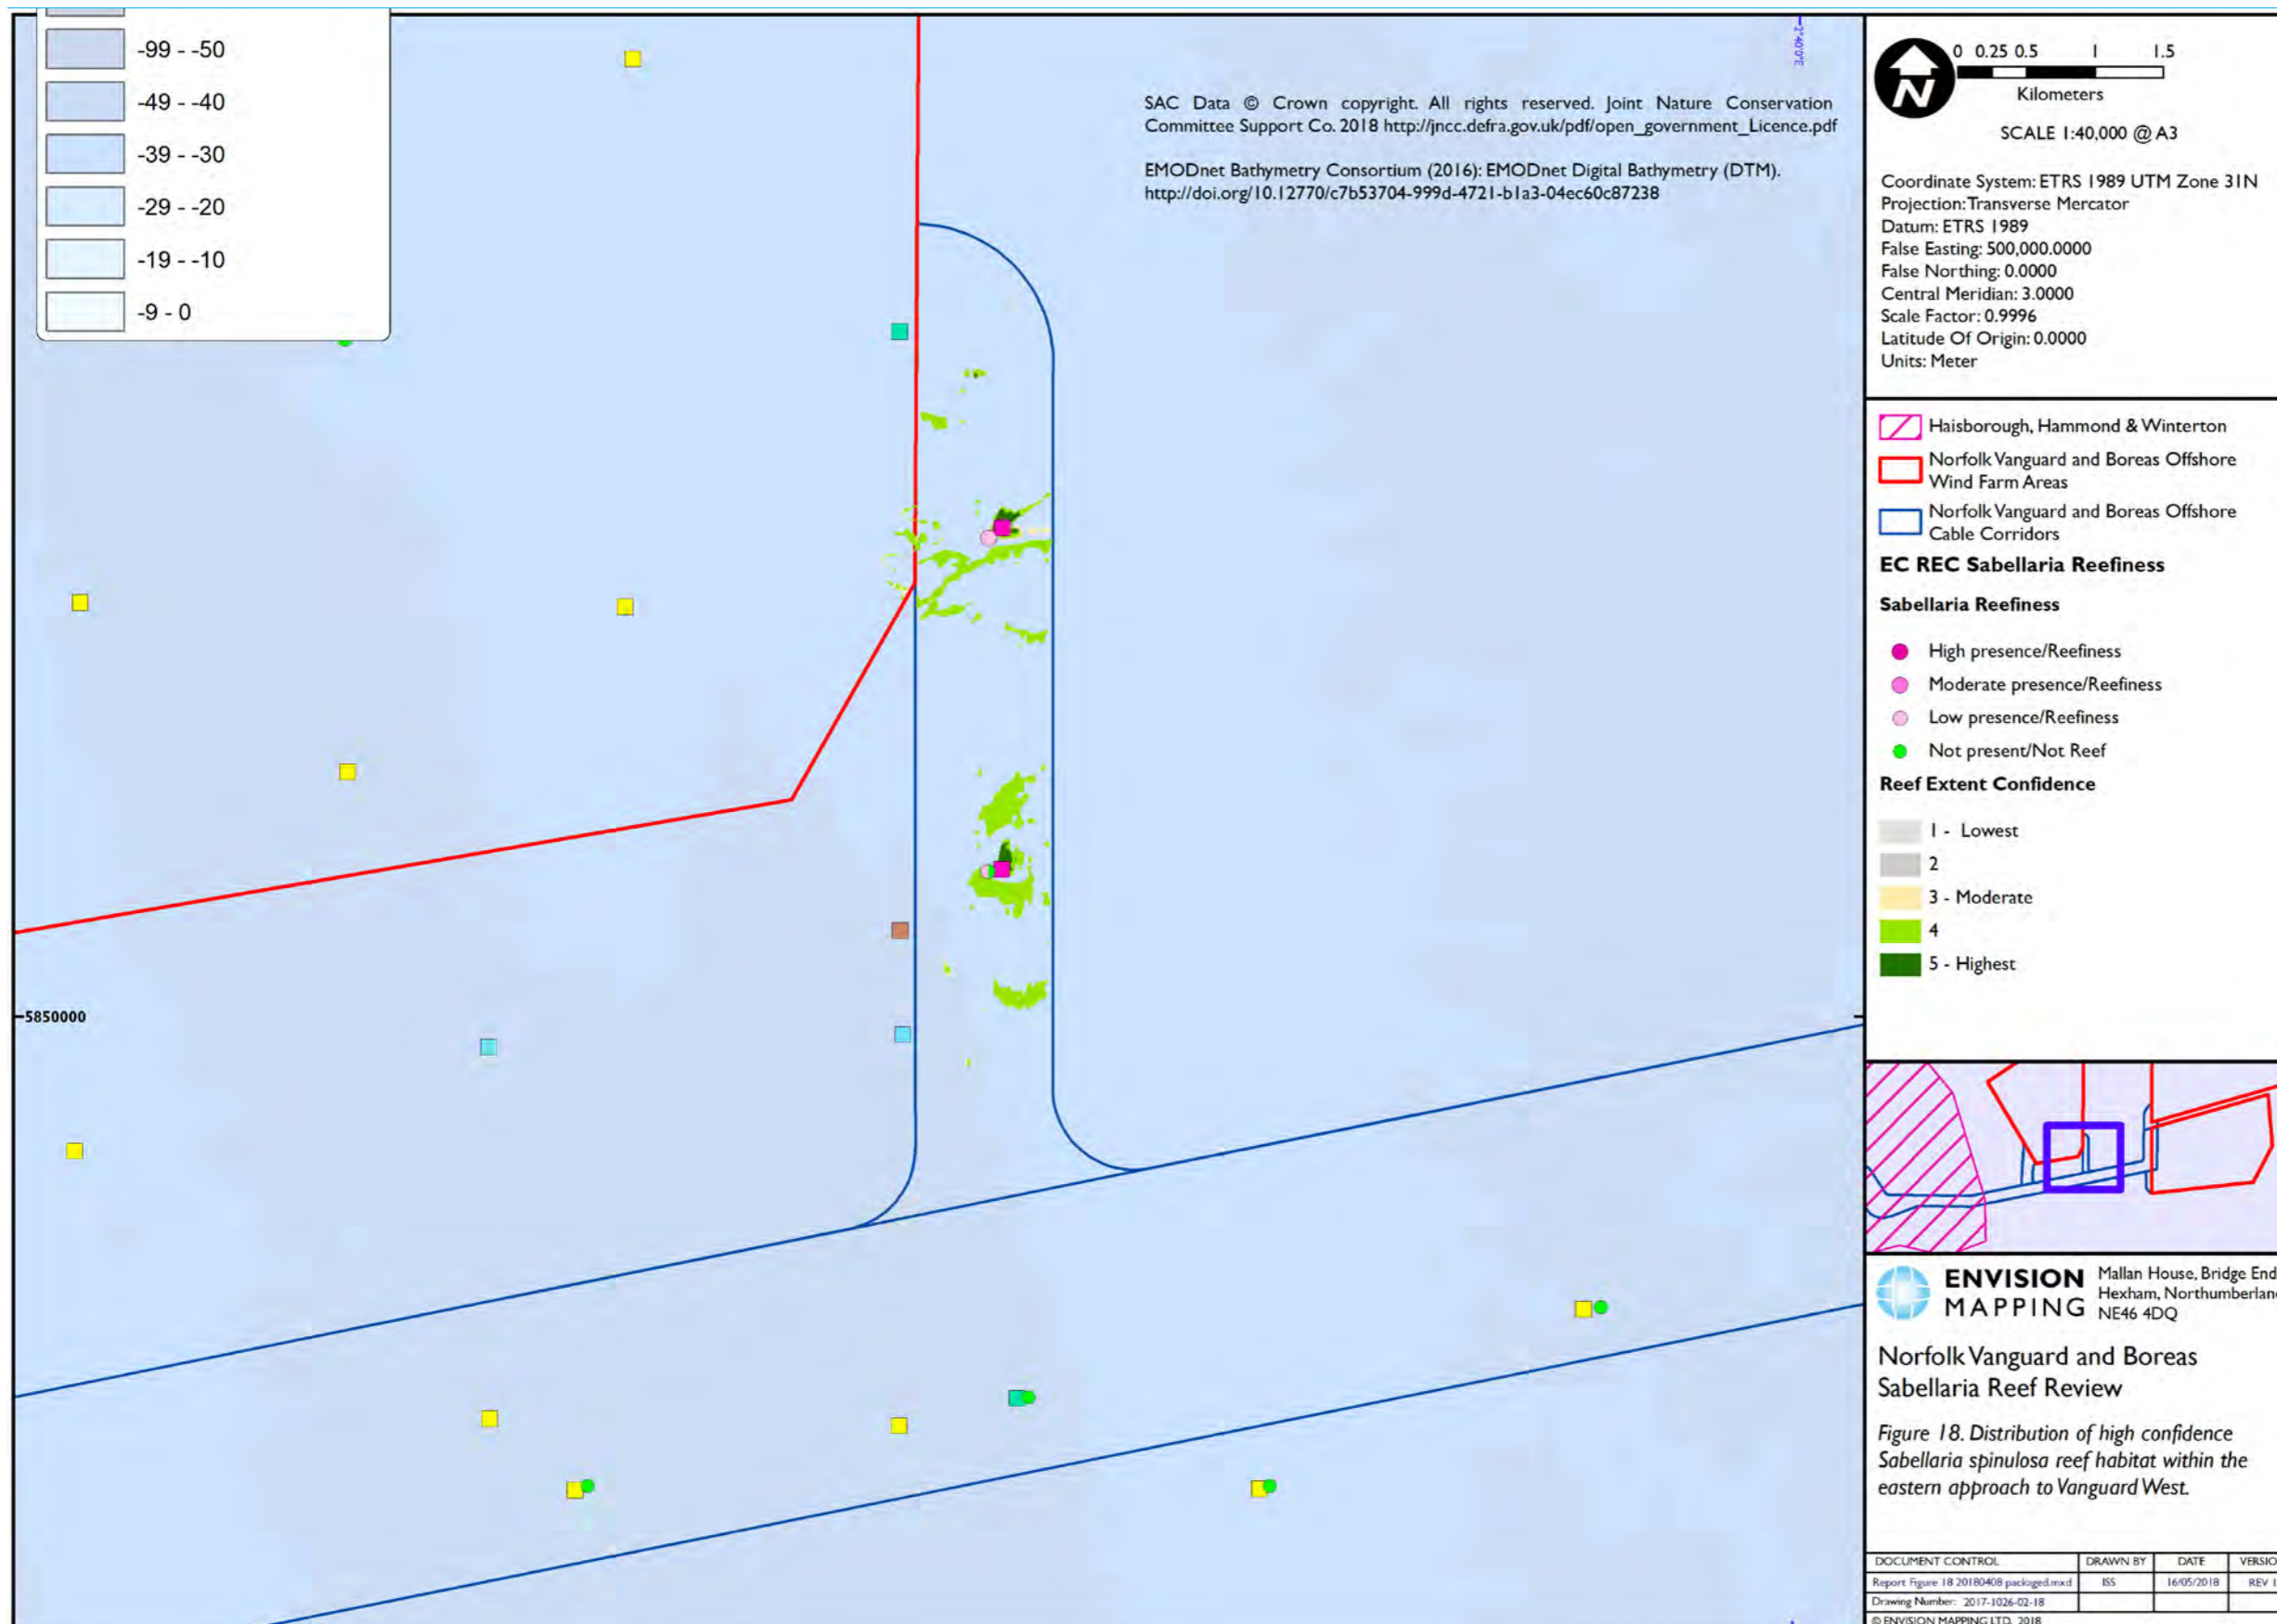 -99 - -50
-49 - -40
-39 - -30
-29 - -20
-19 - -10
-9 - 0
2°40'0"E
SAC Data © Crown copyright. All rights reserved. Joint Nature Conservation
Committee Support Co. 2018 http://jncc.defra.gov.uk/pdf/open_government_Licence.pdf
EMODnet Bathymetry Consortium (2016): EMODnet Digital Bathymetry (DTM).
http://doi.org/10.12770/c7b53704-999d-4721-b1a3-04ec60c87238
5850000
N
0 0.25 0.5 1 1.5
Kilometers
SCALE 1:40,000 @ A3
Coordinate System: ETRS 1989 UTM Zone 31N
Projection: Transverse Mercator
Datum: ETRS 1989
False Easting: 500,000.0000
False Northing: 0.0000
Central Meridian: 3.0000
Scale Factor: 0.9996
Latitude Of Origin: 0.0000
Units: Meter
Haisborough, Hammond & Winterton
Norfolk Vanguard and Boreas Offshore
Wind Farm Areas
Norfolk Vanguard and Boreas Offshore
Cable Corridors
EC REC Sabellaria Reefiness
Sabellaria Reefiness
High presence/Reefiness
Moderate presence/Reefiness
Low presence/Reefiness
Not present/Not Reef
Reef Extent Confidence
1 - Lowest
2
3 - Moderate
4
5 - Highest
ENVISION
MAPPING
Mallan House, Bridge End
Hexham, Northumberlan
NE46 4DQ
Norfolk Vanguard and Boreas
Sabellaria Reef Review
Figure 18. Distribution of high confidence
Sabellaria spinulosa reef habitat within the
eastern approach to Vanguard West.
DOCUMENT CONTROL DRAWN BY DATE VERSIO
Report Figure 18 20180408 packaged.mxd ISS 16/05/2018 REV 1
Drawing Number: 2017-1026-02-18
© ENVISION MAPPING LTD, 2018